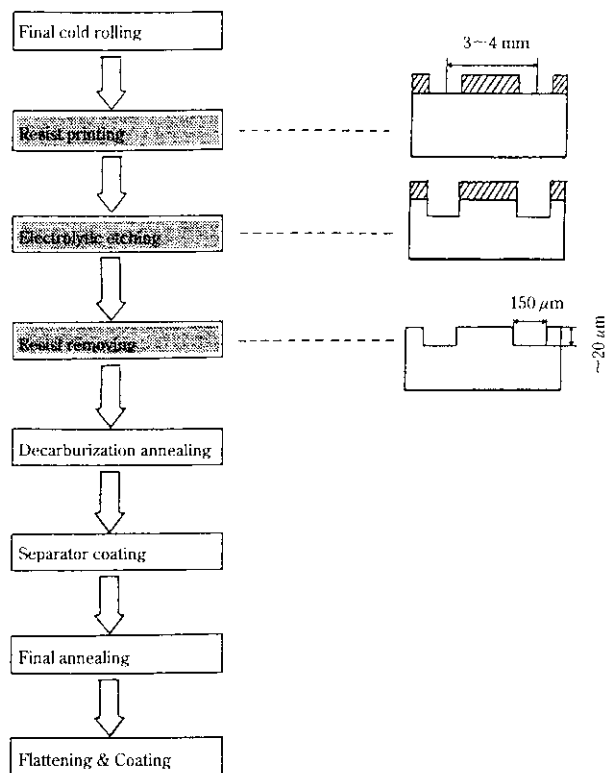 Final cold rolling
3~4 mm
Resist printing
Electrolytic etching
150 μm
~20 μm
Resist removing
Decarburization annealing
Separator coating
Final annealing
Flattening & Coating